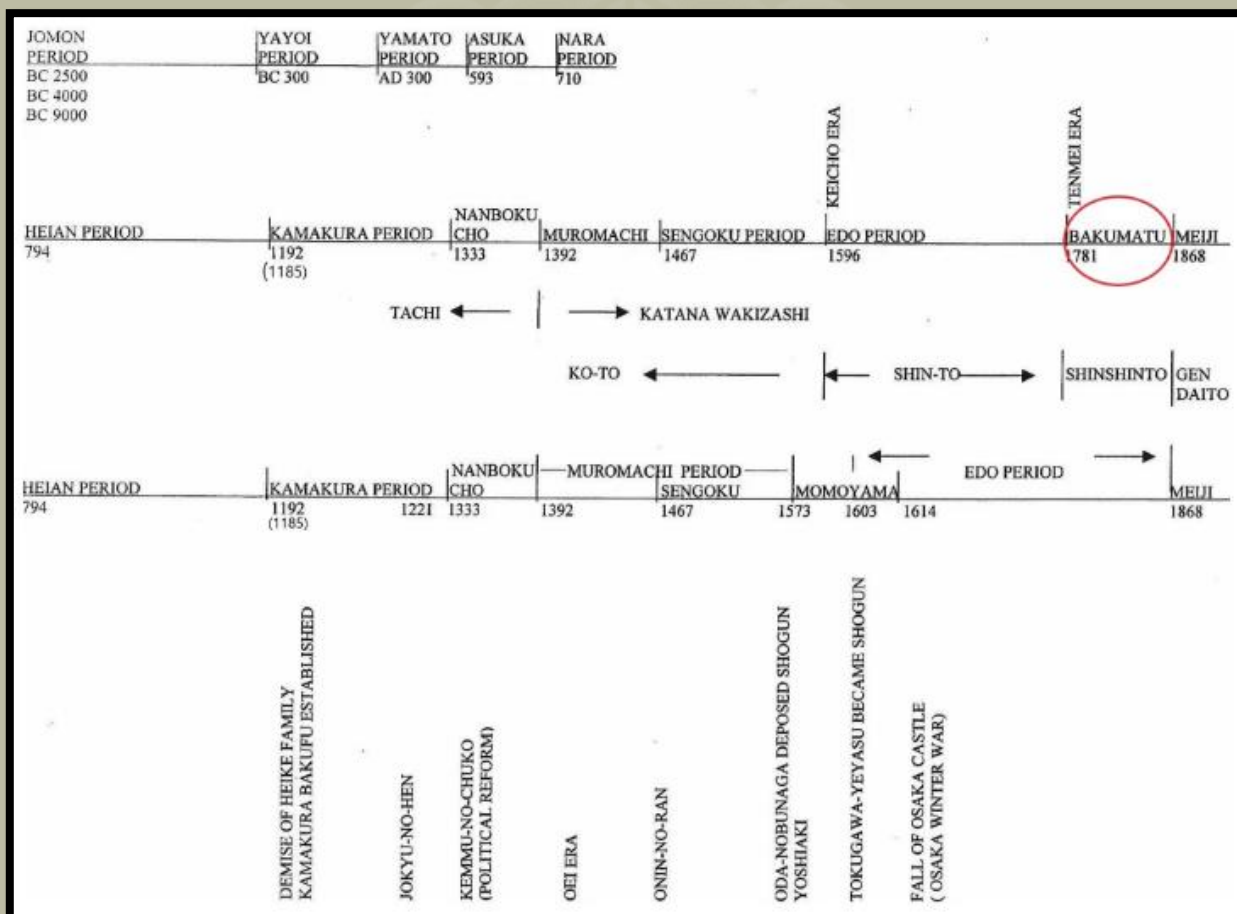 JOMON
PERIOD
BC 2500
BC 4000
BC 9000
YAYOI
PERIOD
BC 300
YAMATO
PERIOD
AD 300
ASUKA
PERIOD
593
NARA
PERIOD
710
KEICHO ERA
TENMEI ERA
HEIAN PERIOD
794
KAMAKURA PERIOD
1192
(1185)
NANBOKU
CHO
1333
MUROMACHI
1392
SENGOKU PERIOD
1467
EDO PERIOD
1596
BAKUMATU
1781
MEIJI
1868
TACHI
KATANA WAKIZASHI
KO-TO
SHIN-TO
SHINSHINTO
GEN
DAITO
HEIAN PERIOD
794
KAMAKURA PERIOD
1192
(1185)
1221
NANBOKU
CHO
1333
MUROMACHI PERIOD
1392
SENGOKU
1467
MOMOYAMA
1573
1603
1614
EDO PERIOD
MEIJI
1868
DEMISE OF HEIKE FAMILY
KAMAKURA BAKUFU ESTABLISHED
JOKYU-NO-HEN
KEMMU-NO-CHUKO
(POLITICAL REFORM)
OEI ERA
ONIN-NO-RAN
ODA-NOBUNAGA DEPOSED SHOGUN
YOSHIAKI
TOKUGAWA-YEYASU BECAME SHOGUN
FALL OF OSAKA CASTLE
( OSAKA WINTER WAR)